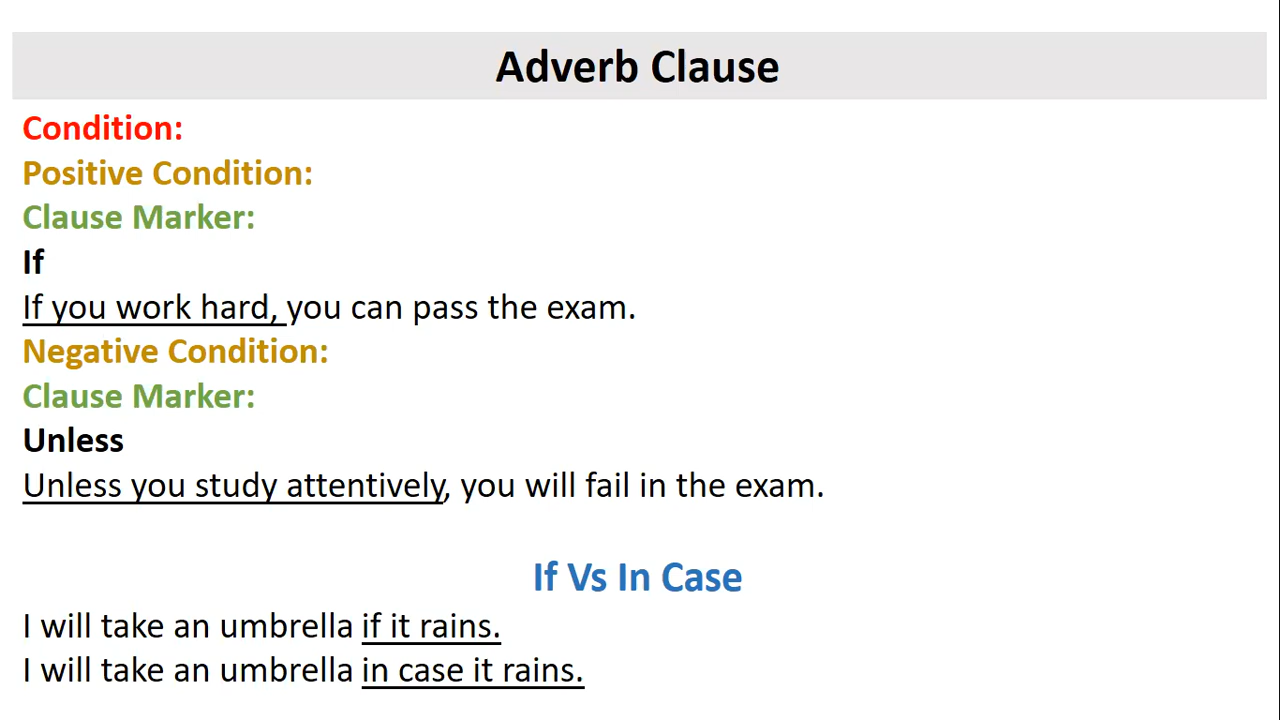 Adverb Clause
Condition:
Positive Condition:
Clause Marker:
If
If you work hard, you can pass the exam.
Negative Condition:
Clause Marker:
Unless
Unless you study attentively, you will fail in the exam.
If Vs In Case
I will take an umbrella if it rains.
I will take an umbrella in case it rains.